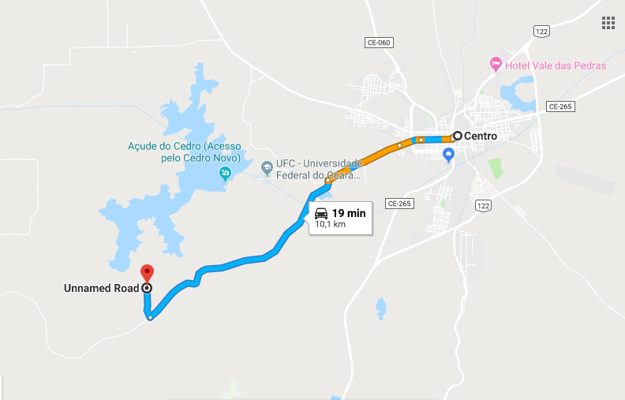 122
CE-060
Hotel Vale das Pedras
CE-265
Centro
Açude do Cedro (Acesso
pelo Cedro Novo)
UFC - Universidade
Federal do Ceará...
CE-265
122
19 min
10,1 km
Unnamed Road